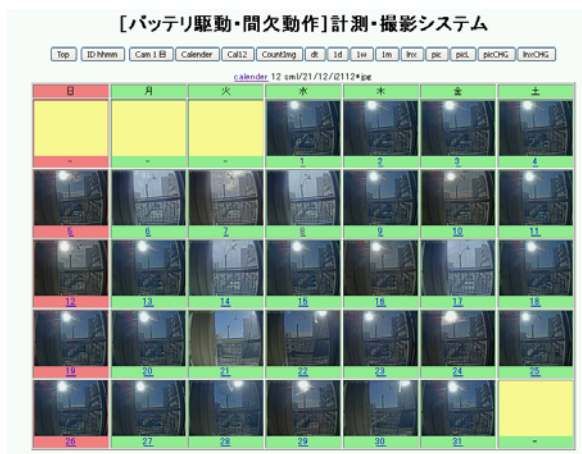 [バッテリ駆動・間欠動作]計測・撮影システム
Top ID hhmm Cam 1日 Calender Cal12 CountImg dt 1d 1w 1m lnx pic picL picCHG lnxCHG
calender 12 sml/21/12/i2112*jpg
日 月 火 水 木 金 土
- - - 1 2 3 4
5 6 7 8 9 10 11
12 13 14 15 16 17 18
19 20 21 22 23 24 25
26 27 28 29 30 31 -